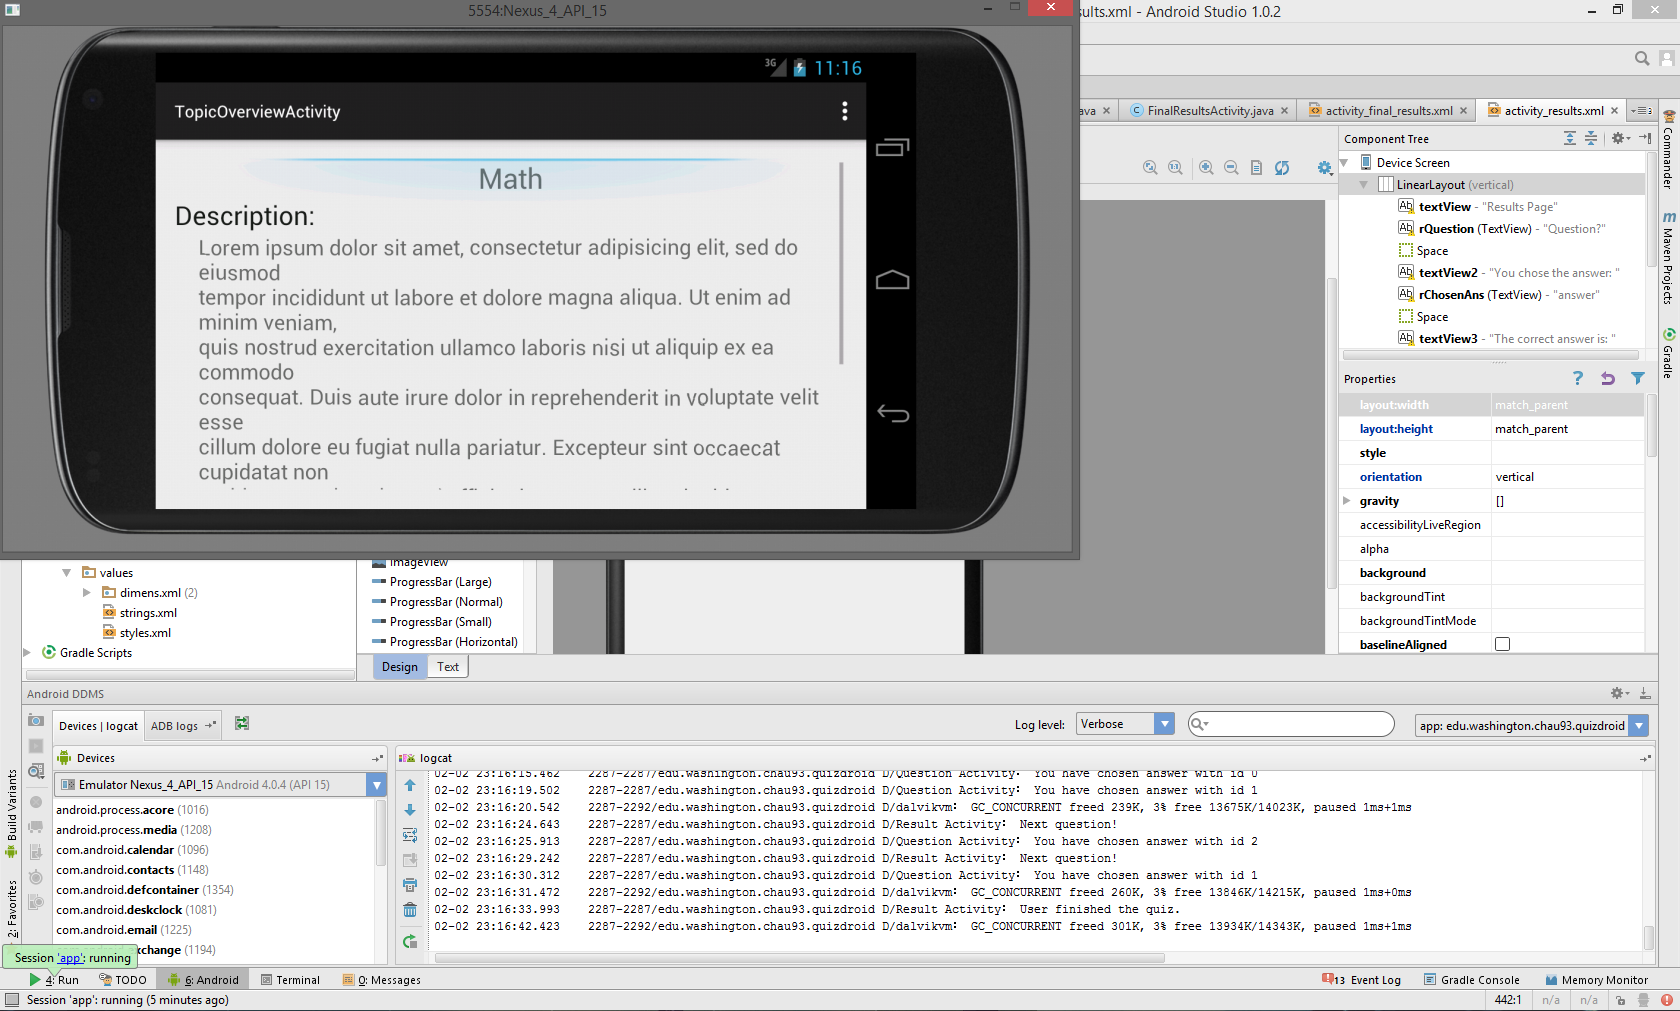 5554:Nexus_4_API_15
ults.xml - Android Studio 1.0.2
3G 11:16
TopicOverviewActivity
Math
Description:
Lorem ipsum dolor sit amet, consectetur adipisicing elit, sed do
eiusmod
tempor incididunt ut labore et dolore magna aliqua. Ut enim ad
minim veniam,
quis nostrud exercitation ullamco laboris nisi ut aliquip ex ea
commodo
consequat. Duis aute irure dolor in reprehenderit in voluptate velit
esse
cillum dolore eu fugiat nulla pariatur. Excepteur sint occaecat
cupidatat non
ava
FinalResultsActivity.java
activity_final_results.xml
activity_results.xml
Component Tree
Device Screen
LinearLayout (vertical)
textView - "Results Page"
rQuestion (TextView) - "Question?"
Space
textView2 - "You chose the answer: "
rChosenAns (TextView) - "answer"
Space
textView3 - "The correct answer is: "
Properties
layout:width match_parent
layout:height match_parent
style
orientation vertical
gravity []
accessibilityLiveRegion
alpha
background
backgroundTint
backgroundTintMode
baselineAligned
Commander
Maven Projects
Gradle
values
dimens.xml (2)
strings.xml
styles.xml
Gradle Scripts
ImageView
ProgressBar (Large)
ProgressBar (Normal)
ProgressBar (Small)
ProgressBar (Horizontal)
Design Text
Android DDMS
Devices | logcat ADB logs
Log level: Verbose
app: edu.washington.chau93.quizdroid
Devices
Emulator Nexus_4_API_15 Android 4.0.4 (API 15)
android.process.acore (1016)
android.process.media (1208)
com.android.calendar (1096)
com.android.contacts (1148)
com.android.defcontainer (1354)
com.android.deskclock (1081)
com.android.email (1225)
xchange (1194)
logcat
02-02 23:16:15.462 2287-2287/edu.washington.chau93.quizdroid D/Question Activity: You have chosen answer with id 0
02-02 23:16:19.502 2287-2287/edu.washington.chau93.quizdroid D/Question Activity: You have chosen answer with id 1
02-02 23:16:20.542 2287-2292/edu.washington.chau93.quizdroid D/dalvikvm: GC_CONCURRENT freed 239K, 3% free 13675K/14023K, paused 1ms+1ms
02-02 23:16:24.643 2287-2287/edu.washington.chau93.quizdroid D/Result Activity: Next question!
02-02 23:16:25.913 2287-2287/edu.washington.chau93.quizdroid D/Question Activity: You have chosen answer with id 2
02-02 23:16:29.242 2287-2287/edu.washington.chau93.quizdroid D/Result Activity: Next question!
02-02 23:16:30.312 2287-2287/edu.washington.chau93.quizdroid D/Question Activity: You have chosen answer with id 1
02-02 23:16:31.472 2287-2292/edu.washington.chau93.quizdroid D/dalvikvm: GC_CONCURRENT freed 260K, 3% free 13846K/14215K, paused 1ms+0ms
02-02 23:16:33.993 2287-2287/edu.washington.chau93.quizdroid D/Result Activity: User finished the quiz.
02-02 23:16:42.423 2287-2292/edu.washington.chau93.quizdroid D/dalvikvm: GC_CONCURRENT freed 301K, 3% free 13934K/14343K, paused 1ms+1ms
Build Variants
2: Favorites
Session 'app': running
4: Run
TODO
6: Android
Terminal
0: Messages
13 Event Log
Gradle Console
Memory Monitor
Session 'app': running (5 minutes ago)
442:1 n/a n/a